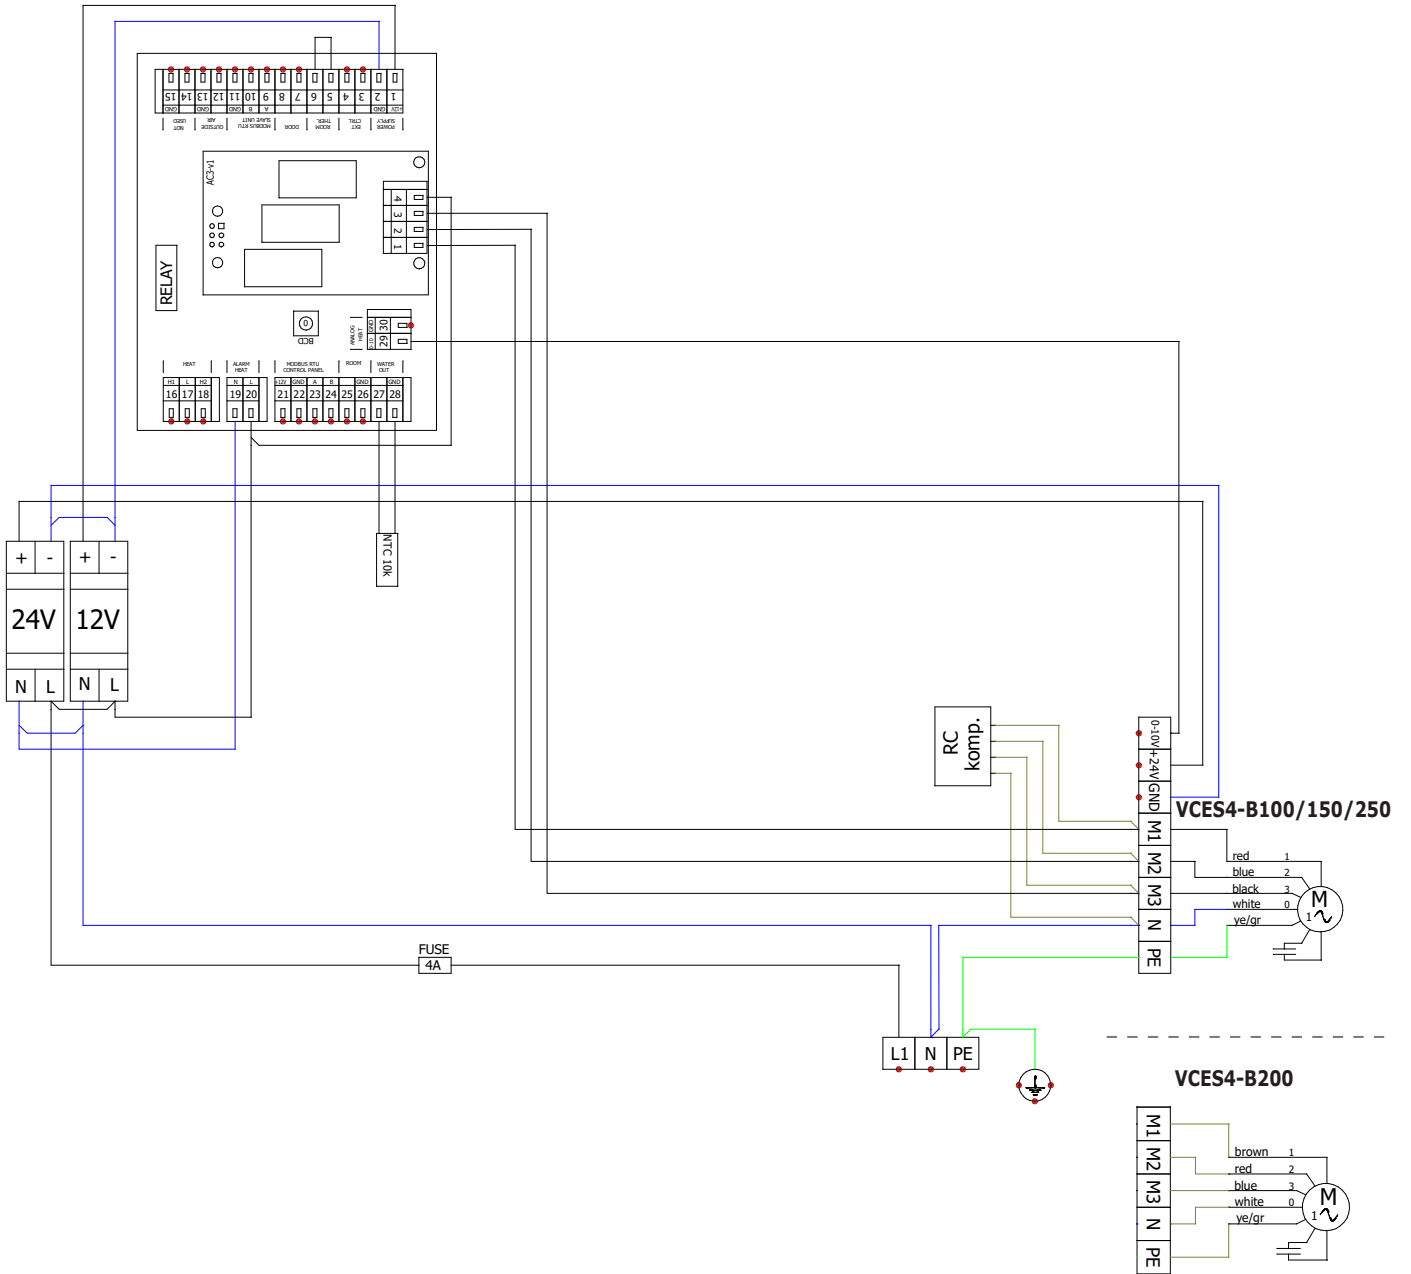 15 14 13 12 11 10 9 8 7 6 5 4 3 2 1
GND GND GND B A GND +12V
NOT USED
OUTSIDE AIR
MODBUS RTU SLAVE UNIT
DOOR
ROOM THER.
EXT CTRL
POWER SUPPLY
AC3-v1
4
3
2
1
RELAY
0
BCD
ANALOG HEAT
GND 30
0-10 29
HEAT
ALARM HEAT
MODBUS RTU CONTROL PANEL
ROOM
WATER OUT
H1 L H2 N L +12V GND A B GND GND
16 17 18 19 20 21 22 23 24 25 26 27 28
NTC 10k
+ - + -
24V 12V
N L N L
RC komp.
0-10V
+24V
GND
VCES4-B100/150/250
M1
M2
M3
N
PE
red 1
blue 2
black 3
white 0
ye/gr
M
1
FUSE
4A
L1 N PE
VCES4-B200
M1
M2
M3
N
PE
brown 1
red 2
blue 3
white 0
ye/gr
M
1